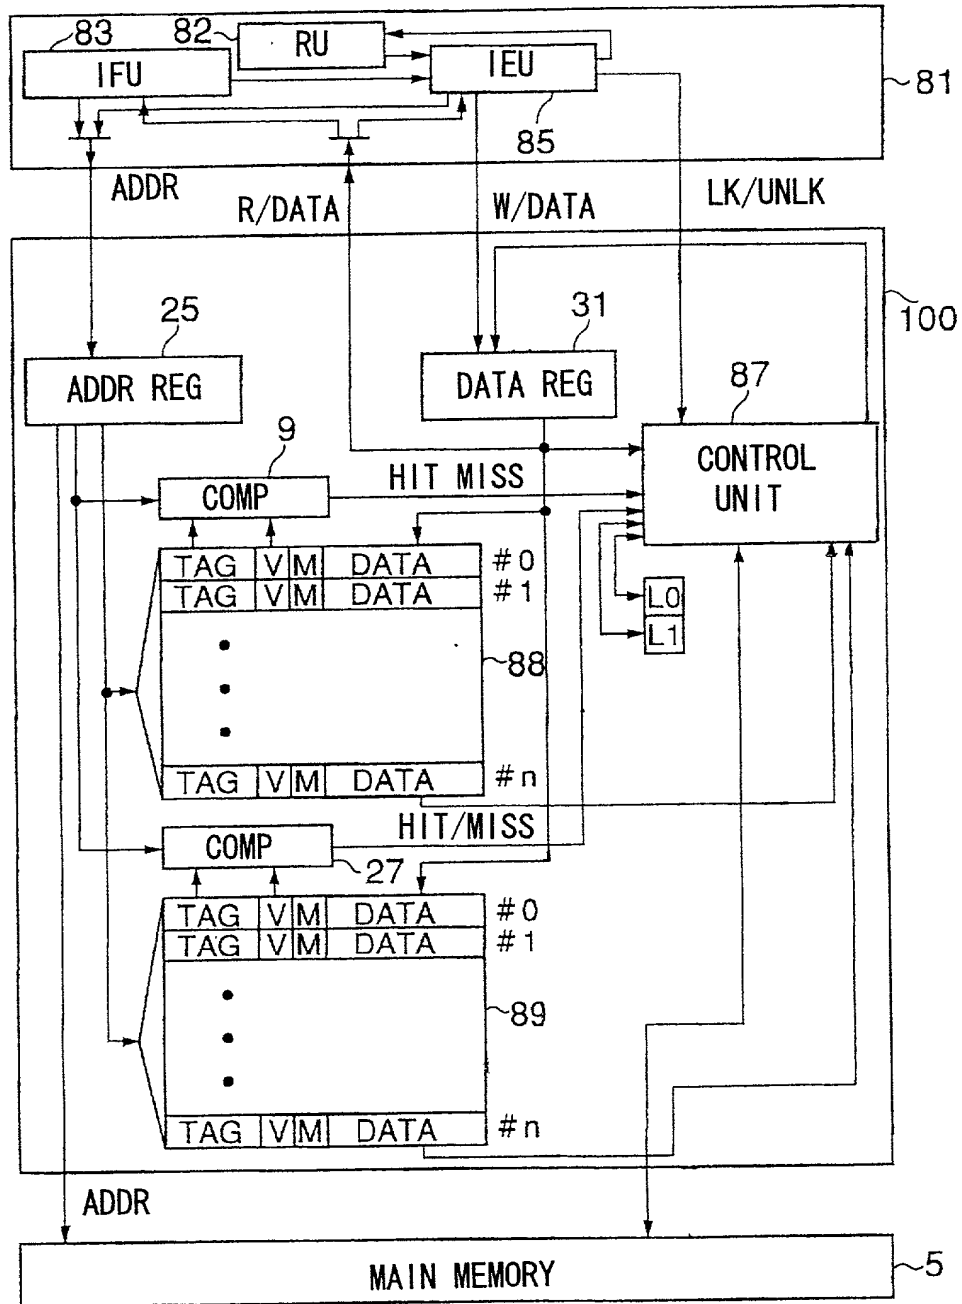 83
82
RU
IFU
IEU
81
85
ADDR
R/DATA
W/DATA
LK/UNLK
25
31
100
ADDR REG
DATA REG
87
9
CONTROL
UNIT
COMP
HIT MISS
TAG V M DATA #0
TAG V M DATA #1
L0
L1
88
TAG V M DATA #n
HIT/MISS
COMP
27
TAG V M DATA #0
TAG V M DATA #1
89
TAG V M DATA #n
ADDR
MAIN MEMORY
5